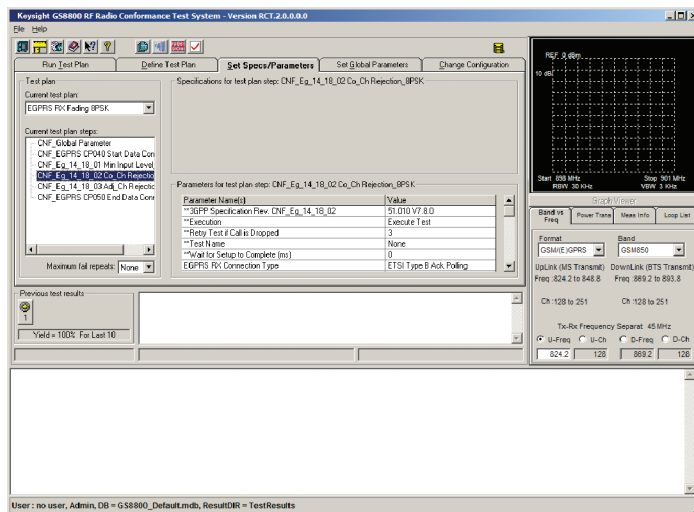 Keysight GS8800 RF Radio Conformance Test System - Version RCT.2.0.0.0.0
File Help
Run Test Plan
Define Test Plan
Set Specs/Parameters
Set Global Parameters
Change Configuration
Test plan
Current test plan:
EGPRS RX Fading 8PSK
Current test plan steps:
CNF_Global Parameter
CNF_EGPRS CP040 Start Data Con
CNF_Eg_14_18_01 Min Input Level
CNF_Eg_14_18_02 Co_Ch Rejectio
CNF_Eg_14_18_03 Adj_Ch Rejectic
CNF_EGPRS CP050 End Data Conr
Maximum fail repeats: None
Specifications for test plan step: CNF_Eg_14_18_02 Co_Ch Rejection_8PSK
Parameters for test plan step: CNF_Eg_14_18_02 Co_Ch Rejection_8PSK
Parameter Name(s) Value
**3GPP Specification Rev. CNF_Eg_14_18_02 51.010 V7.8.0
**Execution Execute Test
**Retry Test if Call is Dropped 3
**Test Name None
**Wait for Setup to Complete (ms) 0
EGPRS RX Connection Type ETSI Type B Ack Polling
Previous test results
1
Yield = 100% For Last 10
REF 0 dBm
10 dB/
Start 898 MHz Stop 901 MHz
RBW 30 KHz VBW 3 KHz
Graph Viewer
Band vs Freq
Power Trans
Meas Info
Loop List
Format Band
GSM/(E)GPRS GSM850
UpLink (MS Transmit) DownLink (BTS Transmit)
Freq :824.2 to 848.8 Freq :869.2 to 893.8
Ch :128 to 251 Ch :128 to 251
Tx-Rx Frequency Separat 45 MHz
U-Freq U-Ch D-Freq D-Ch
824.2 128 869.2 128
User : no user, Admin, DB = GS8800_Default.mdb, ResultDIR = TestResults